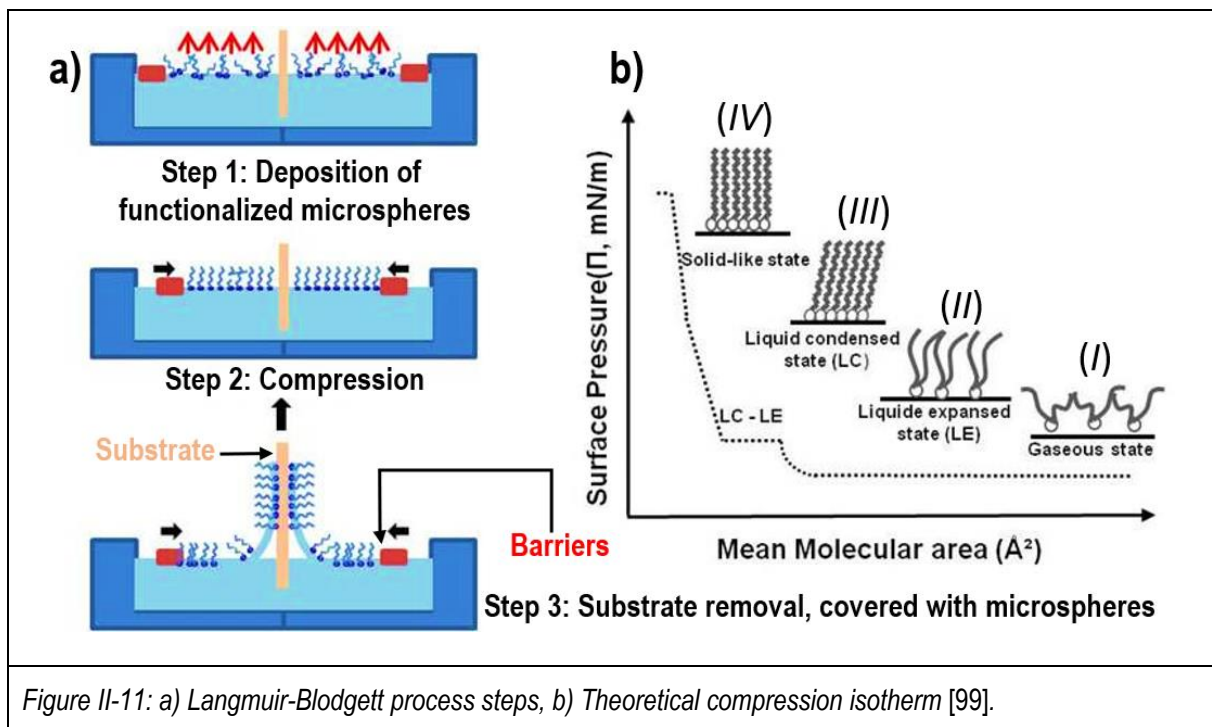 a)
Step 1: Deposition of
functionalized microspheres
Step 2: Compression
Substrate
Barriers
Step 3: Substrate removal, covered with microspheres
b)
Surface Pressure(Π, mN/m)
(IV)
Solid-like state
(III)
Liquid condensed
state (LC)
(II)
Liquide expansed
state (LE)
(I)
Gaseous state
LC - LE
Mean Molecular area (Å²)
Figure II-11: a) Langmuir-Blodgett process steps, b) Theoretical compression isotherm [99].